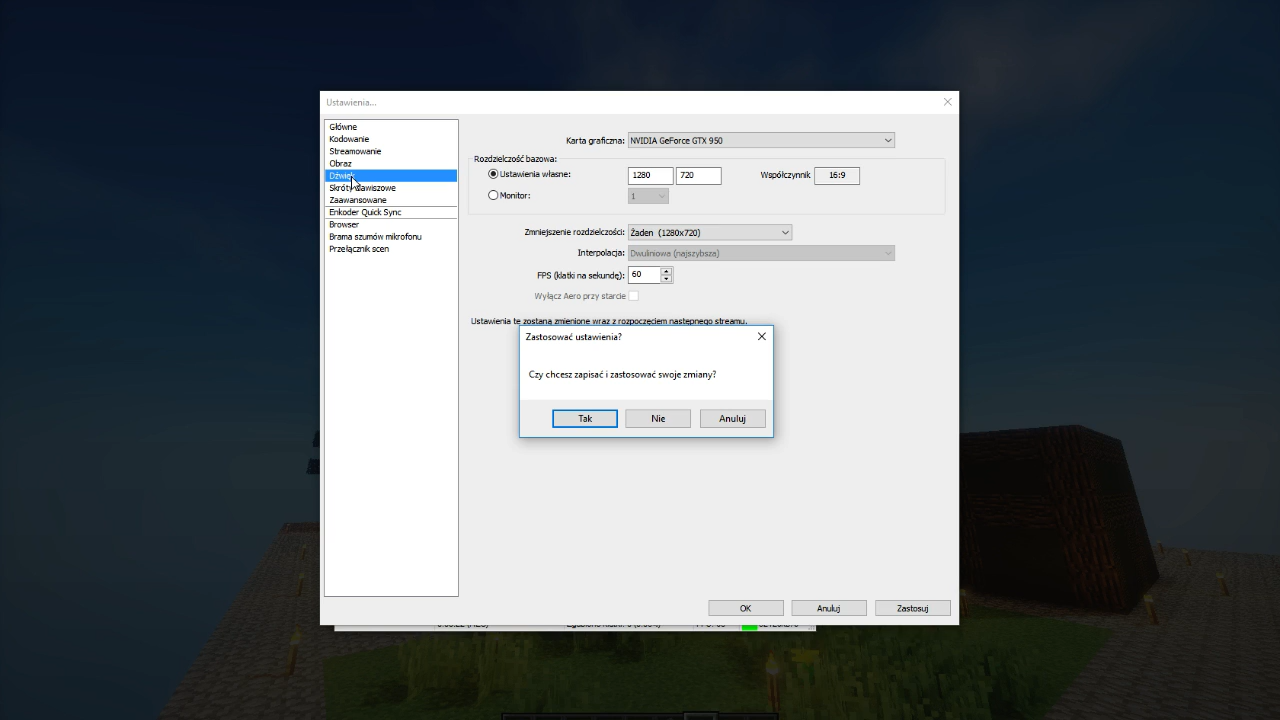 Ustawienia...
Główne
Kodowanie
Streamowanie
Obraz
Dźwięk
Skróty klawiszowe
Zaawansowane
Enkoder Quick Sync
Browser
Brama szumów mikrofonu
Przełącznik scen
Karta graficzna: NVIDIA GeForce GTX 950
Rozdzielczość bazowa:
Ustawienia własne: 1280 720 Współczynnik 16:9
Monitor: 1
Zmniejszenie rozdzielczości: Żaden (1280x720)
Interpolacja: Dwuliniowa (najszybsza)
FPS (klatki na sekundę): 60
Wyłącz Aero przy starcie
Ustawienia te zostaną zmienione wraz z rozpoczęciem następnego streamu.
Zastosować ustawienia?
Czy chcesz zapisać i zastosować swoje zmiany?
Tak Nie Anuluj
OK Anuluj Zastosuj